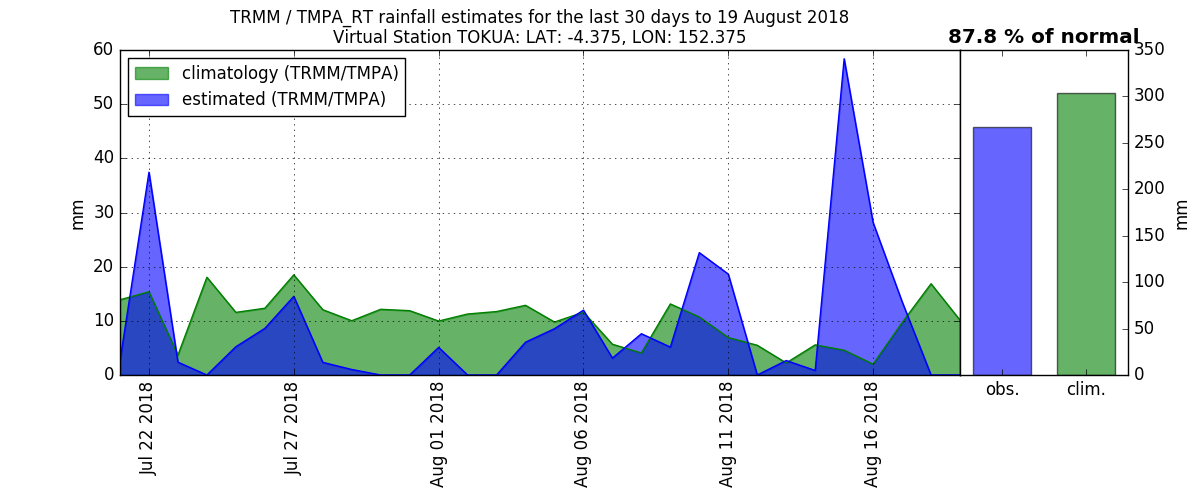 TRMM / TMPA_RT rainfall estimates for the last 30 days to 19 August 2018
Virtual Station TOKUA: LAT: -4.375, LON: 152.375
87.8 % of normal
climatology (TRMM/TMPA)
estimated (TRMM/TMPA)
60
50
40
30
20
10
0
mm
Jul 22 2018
Jul 27 2018
Aug 01 2018
Aug 06 2018
Aug 11 2018
Aug 16 2018
obs.
clim.
350
300
250
200
150
100
50
0
mm